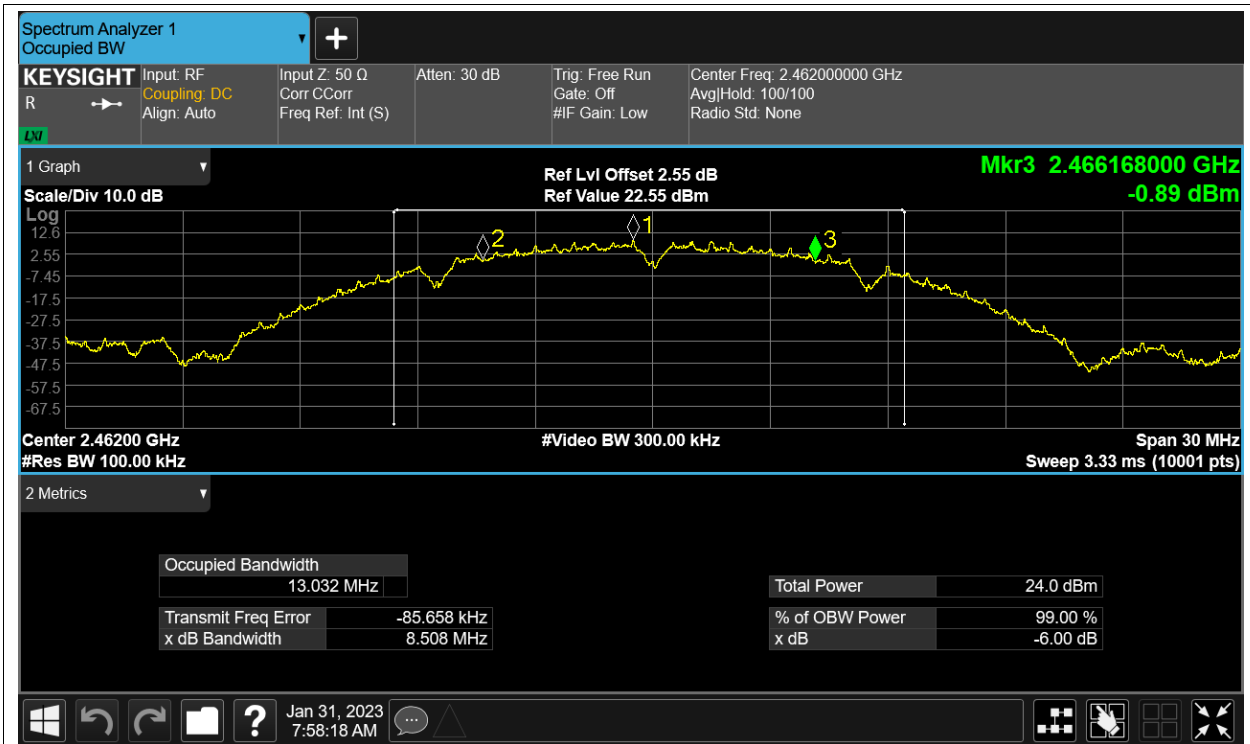 Spectrum Analyzer 1
Occupied BW
KEYSIGHT
R
LXI
Input: RF
Coupling: DC
Align: Auto
Input Z: 50 Ω
Corr CCorr
Freq Ref: Int (S)
Atten: 30 dB
Trig: Free Run
Gate: Off
#IF Gain: Low
Center Freq: 2.462000000 GHz
Avg|Hold: 100/100
Radio Std: None
1 Graph
Scale/Div 10.0 dB
Ref Lvl Offset 2.55 dB
Ref Value 22.55 dBm
Mkr3 2.466168000 GHz
-0.89 dBm
Log
12.6
2.55
-7.45
-17.5
-27.5
-37.5
-47.5
-57.5
-67.5
1
2
3
Center 2.46200 GHz
#Res BW 100.00 kHz
#Video BW 300.00 kHz
Span 30 MHz
Sweep 3.33 ms (10001 pts)
2 Metrics
Occupied Bandwidth
13.032 MHz
Transmit Freq Error -85.658 kHz
x dB Bandwidth 8.508 MHz
Total Power 24.0 dBm
% of OBW Power 99.00 %
x dB -6.00 dB
?
Jan 31, 2023
7:58:18 AM